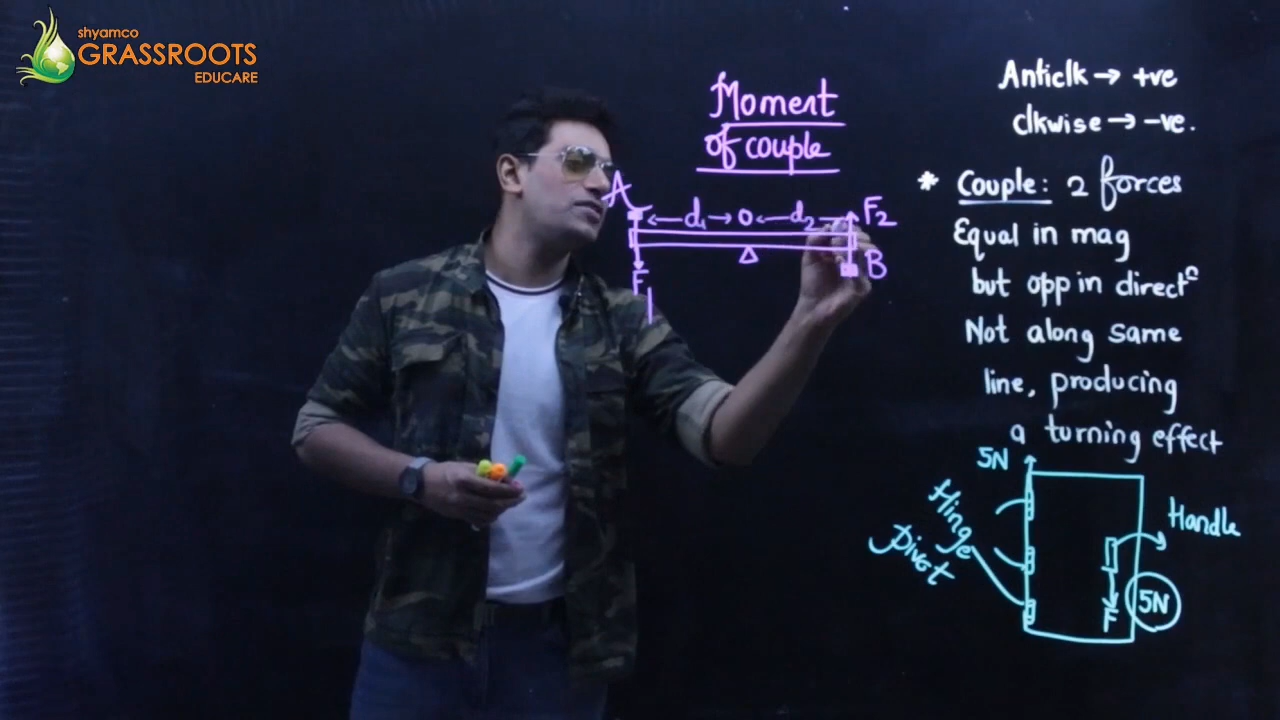 shyamco
GRASSROOTS
EDUCARE
Moment
of couple
A
d₁ O d₂ F2
B
F1
Anticlk → +ve
Clkwise → -ve.
* Couple: 2 forces
Equal in mag
but opp in directⁿ
Not along same
line, producing
a turning effect
5N
Hinge
Pivot
Handle
F
5N